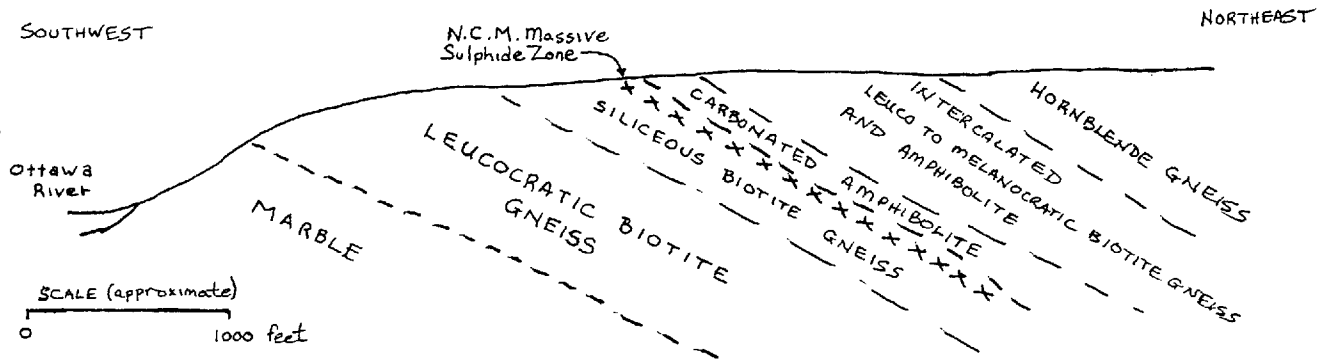 SOUTHWEST
NORTHEAST
N.C.M. Massive
Sulphide Zone
Ottawa
River
MARBLE
LEUCOCRATIC BIOTITE
GNEISS
SILICEOUS BIOTITE
GNEISS
CARBONATED AMPHIBOLITE
INTERCALATED
LEUCO TO MELANOCRATIC BIOTITE GNEISS
AND AMPHIBOLITE
HORNBLENDE GNEISS
SCALE (approximate)
0 1000 feet